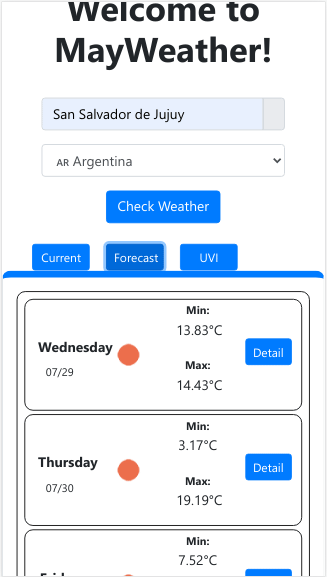 Welcome to
MayWeather!
San Salvador de Jujuy
AR Argentina
Check Weather
Current
Forecast
UVI
Wednesday
07/29
Min:
13.83°C
Max:
14.43°C
Detail
Thursday
07/30
Min:
3.17°C
Max:
19.19°C
Detail
Min:
7.52°C